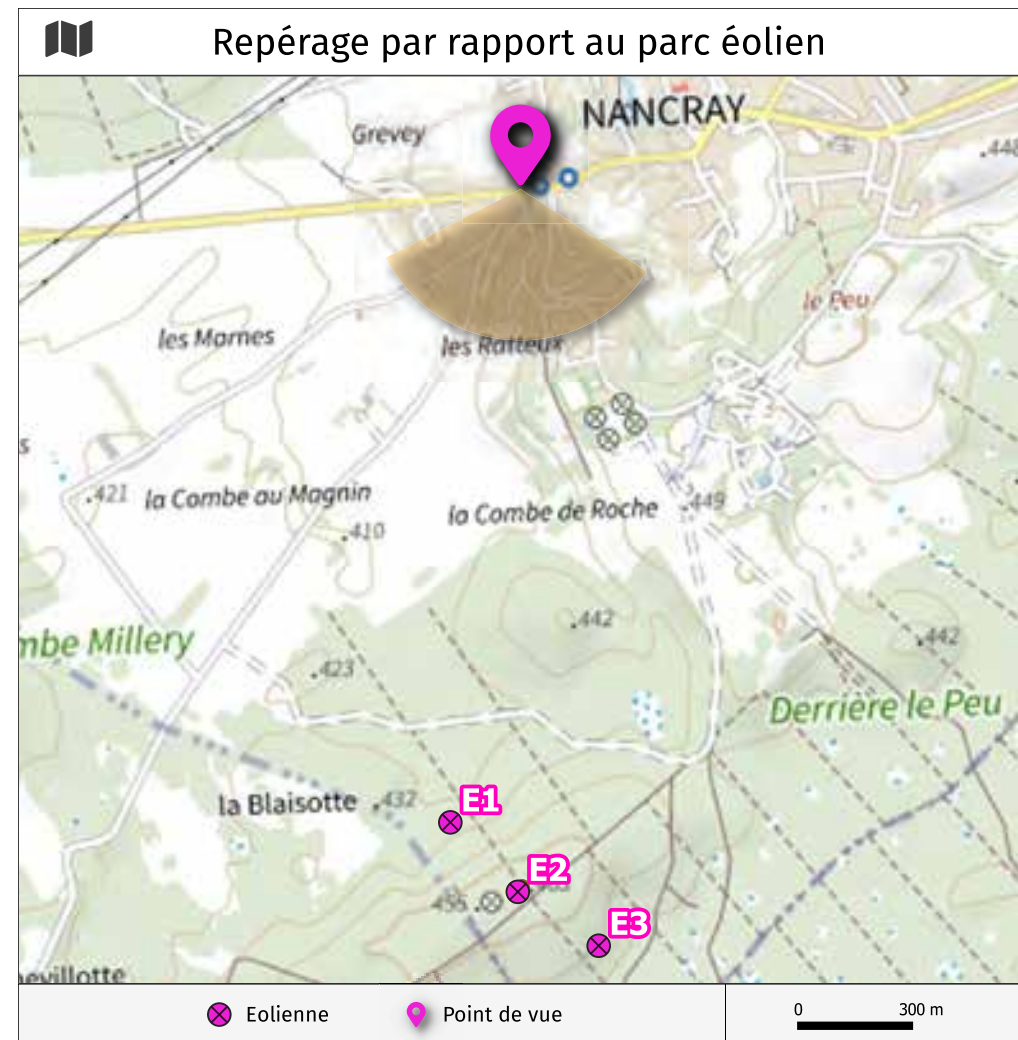 Repérage par rapport au parc éolien
NANCRAY
Grevey
.448
le Peu
les Marnes
les Ratteux
s
.421
la Combe au Magnin
la Combe de Roche
.449
.410
.442
mbe Millery
.442
.423
Derrière le Peu
E1
la Blaisotte .432
E2
455
E3
nevillotte
Eolienne
Point de vue
0 300 m